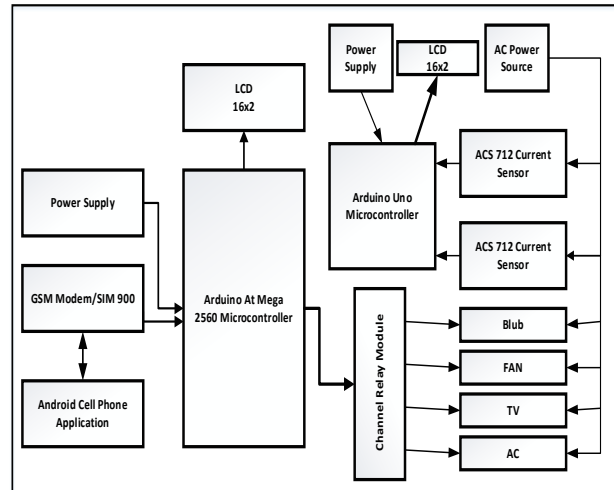 Power
Supply
LCD
16x2
AC Power
Source
LCD
16x2
ACS 712 Current
Sensor
Arduino Uno
Microcontroller
Power Supply
ACS 712 Current
Sensor
GSM Modem/SIM 900
Arduino At Mega
2560 Microcontroller
Channel Relay Module
Blub
FAN
Android Cell Phone
Application
TV
AC